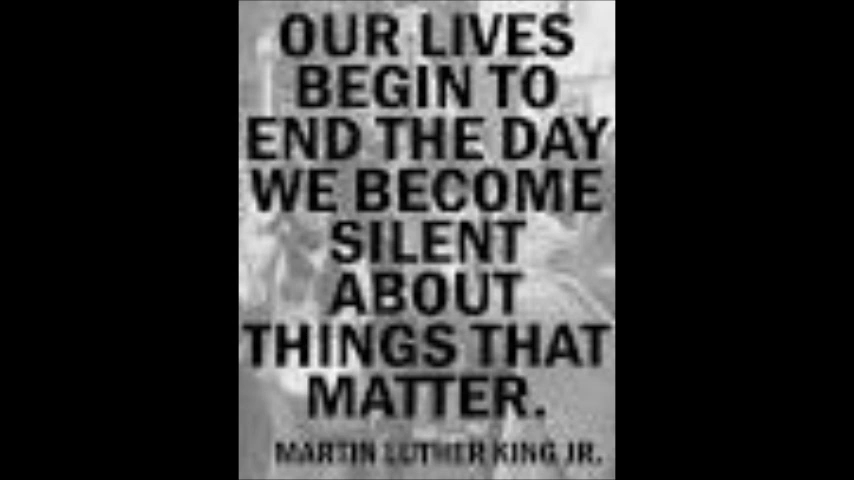 OUR LIVES
BEGIN TO
END THE DAY
WE BECOME
SILENT
ABOUT
THINGS THAT
MATTER.
MARTIN LUTHER KING JR.